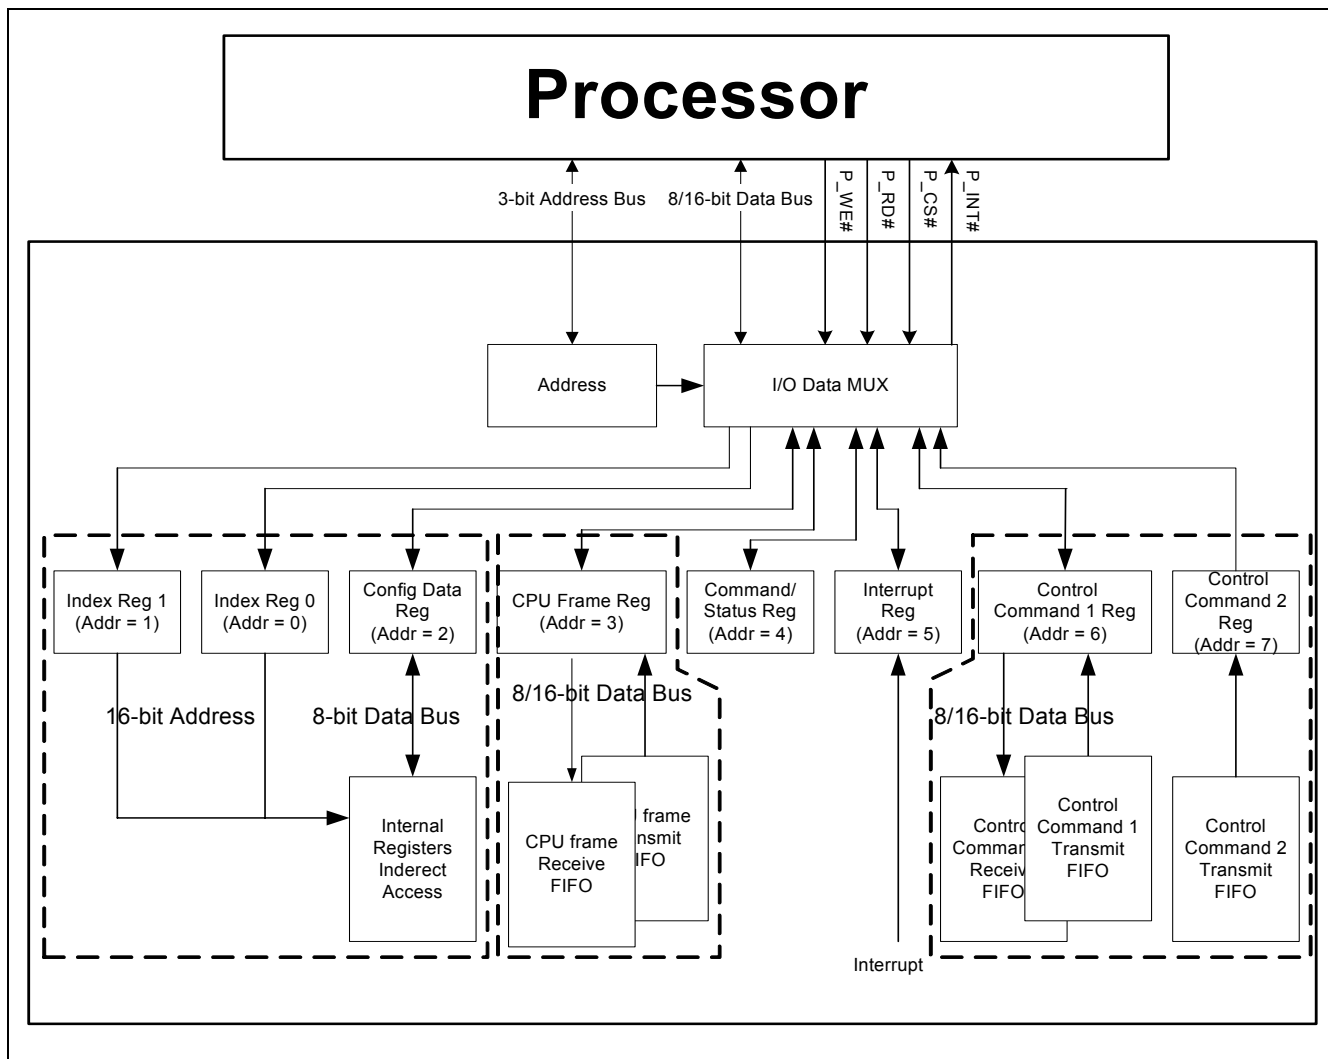 Processor
3-bit Address Bus
8/16-bit Data Bus
P_WE#
P_RD#
P_CS#
P_INT#
Address
I/O Data MUX
Index Reg 1
(Addr = 1)
Index Reg 0
(Addr = 0)
Config Data
Reg
(Addr = 2)
CPU Frame Reg
(Addr = 3)
Command/
Status Reg
(Addr = 4)
Interrupt
Reg
(Addr = 5)
Control
Command 1 Reg
(Addr = 6)
Control
Command 2
Reg
(Addr = 7)
16-bit Address
8-bit Data Bus
8/16-bit Data Bus
8/16-bit Data Bus
Internal
Registers
Inderect
Access
CPU frame
Receive
FIFO
frame
FIFO
Control
Command 1
Transmit
FIFO
FIFO
Control
Command 2
Transmit
FIFO
Interrupt